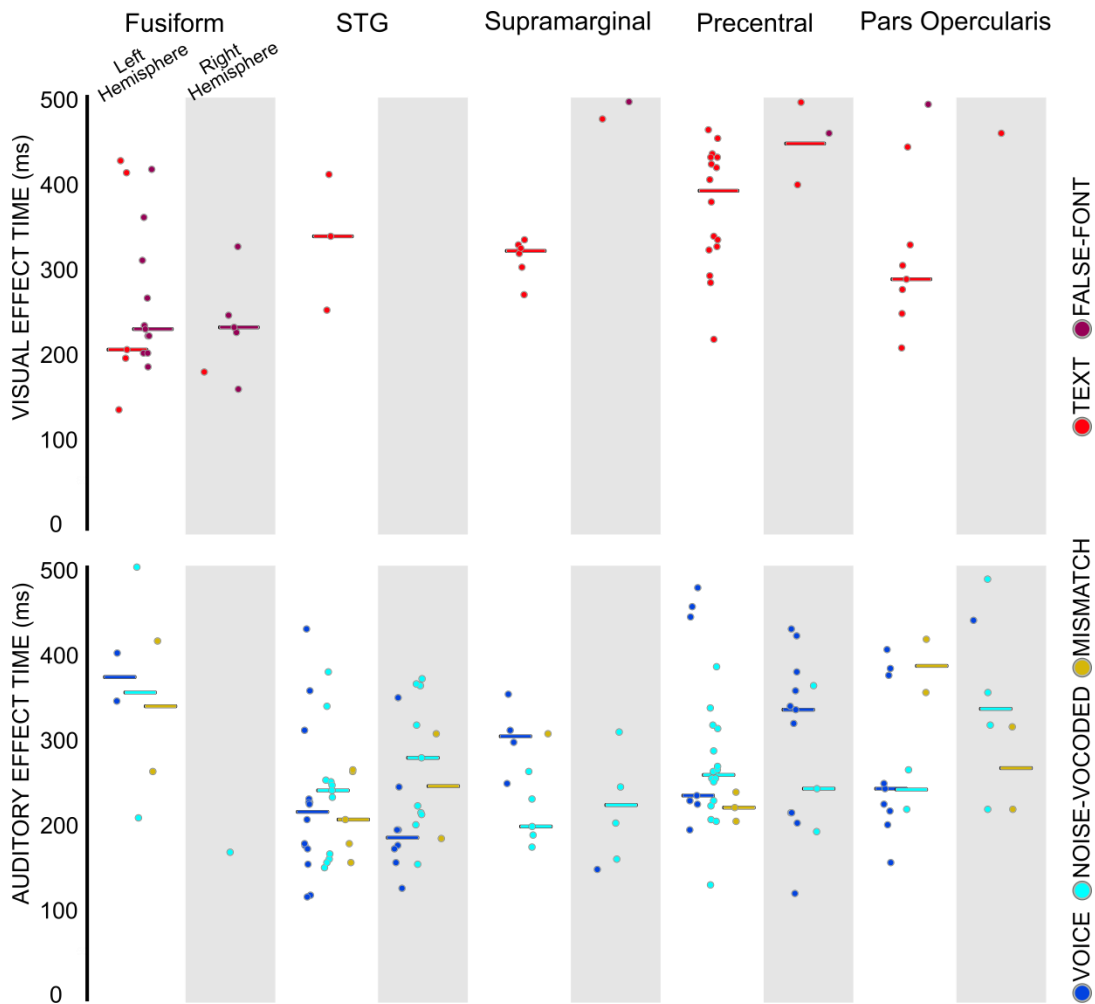 Fusiform STG Supramarginal Precentral Pars Opercularis
Left
Hemisphere
Right
Hemisphere
VISUAL EFFECT TIME (ms)
500
400
300
200
100
0
TEXT FALSE-FONT
AUDITORY EFFECT TIME (ms)
500
400
300
200
100
0
VOICE NOISE-VOCODED MISMATCH